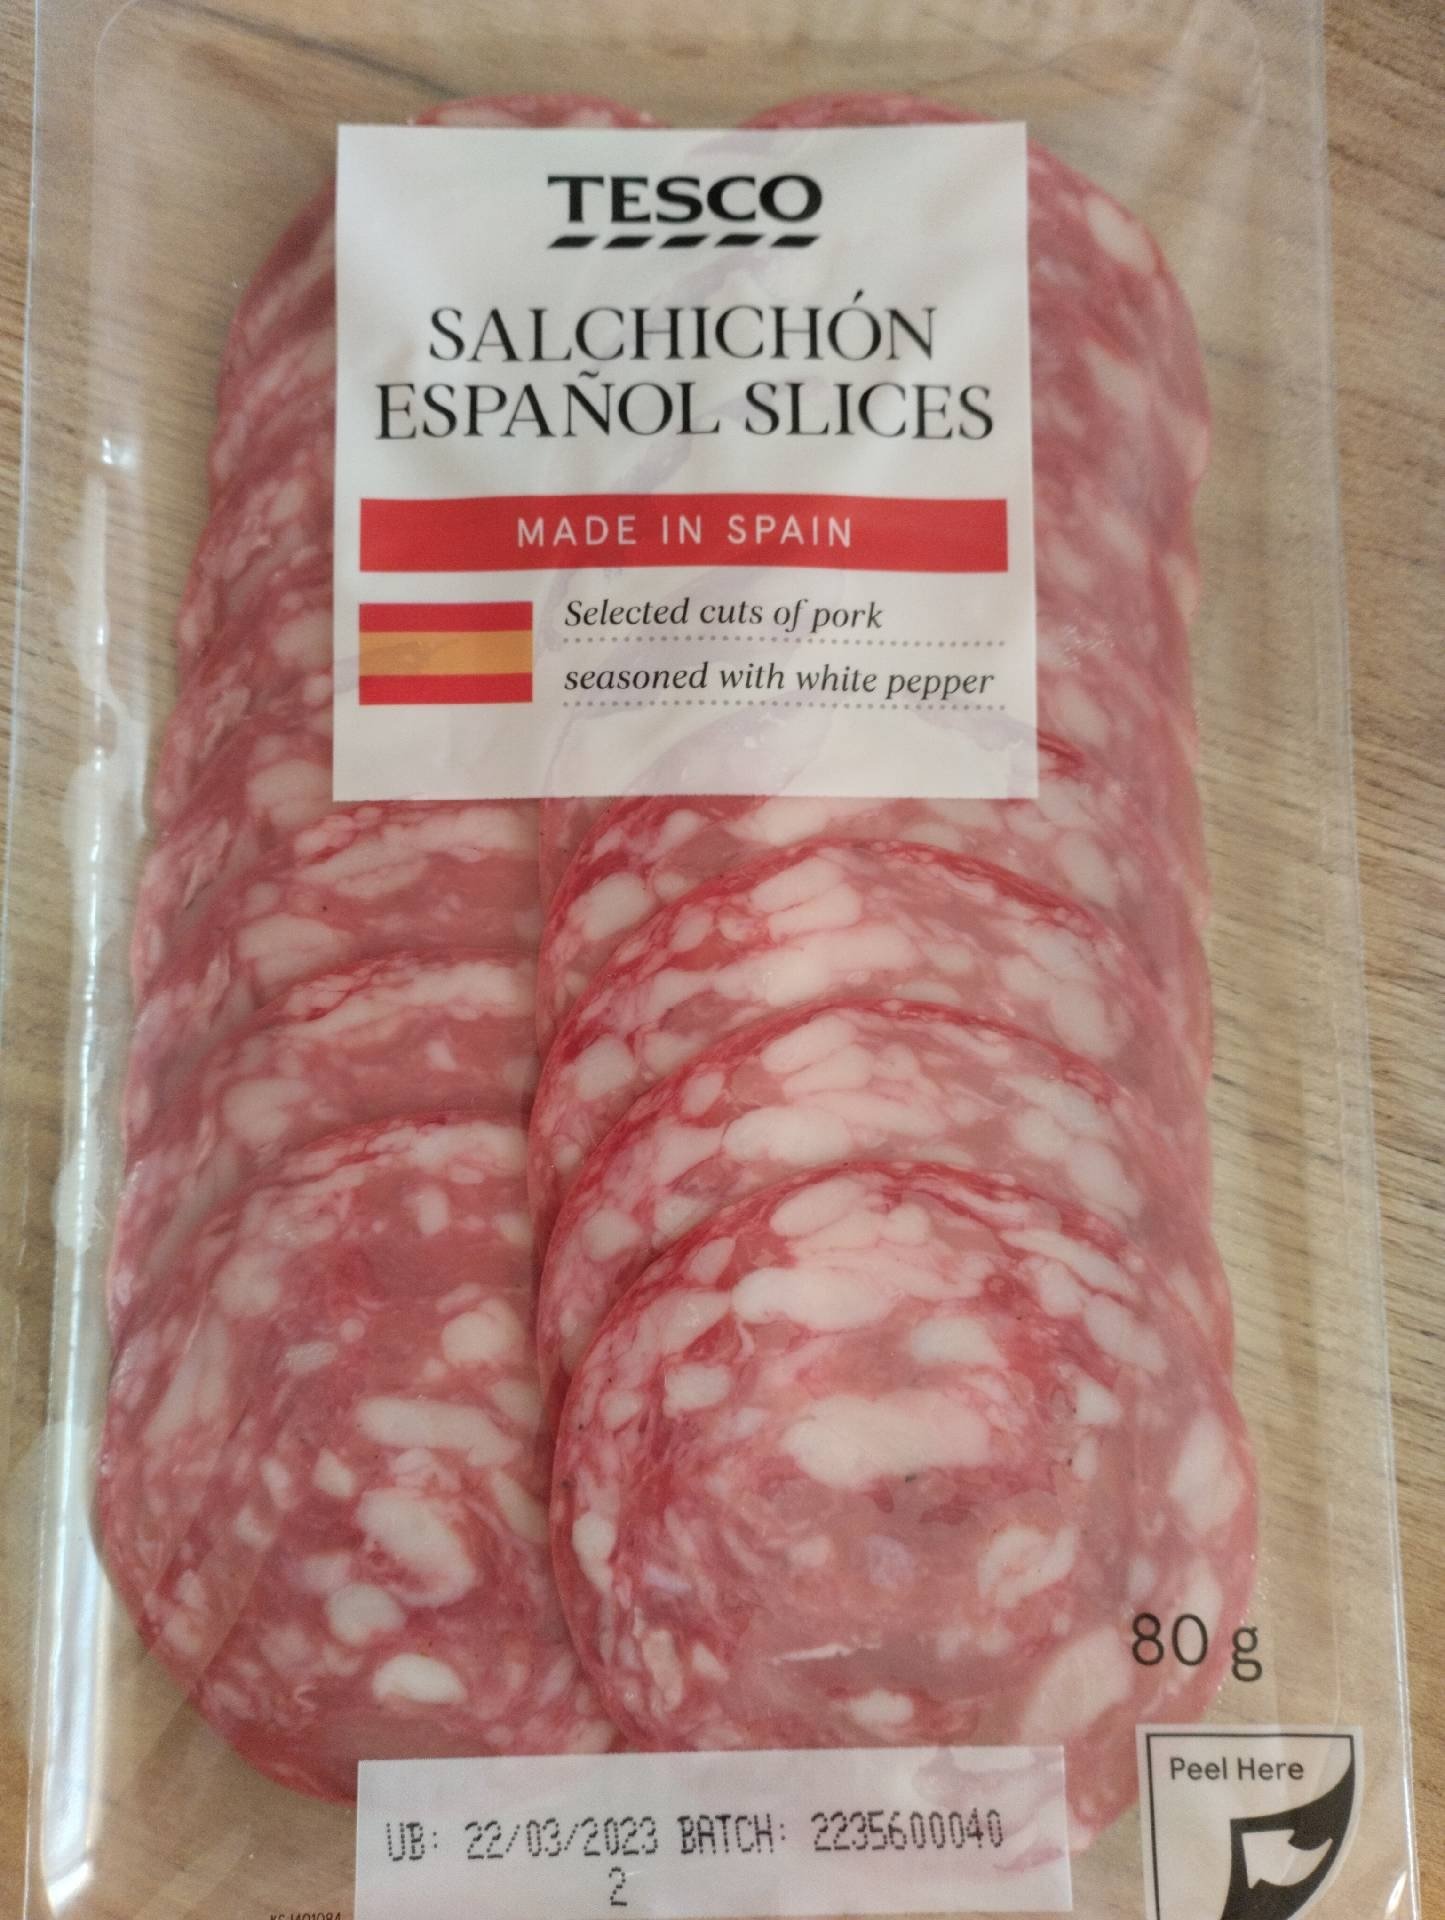 TESCO
SALCHICHÓN
ESPAÑOL SLICES
MADE IN SPAIN
Selected cuts of pork
seasoned with white pepper
80 g
Peel Here
UB: 22/03/2023 BATCH: 2235600040
2